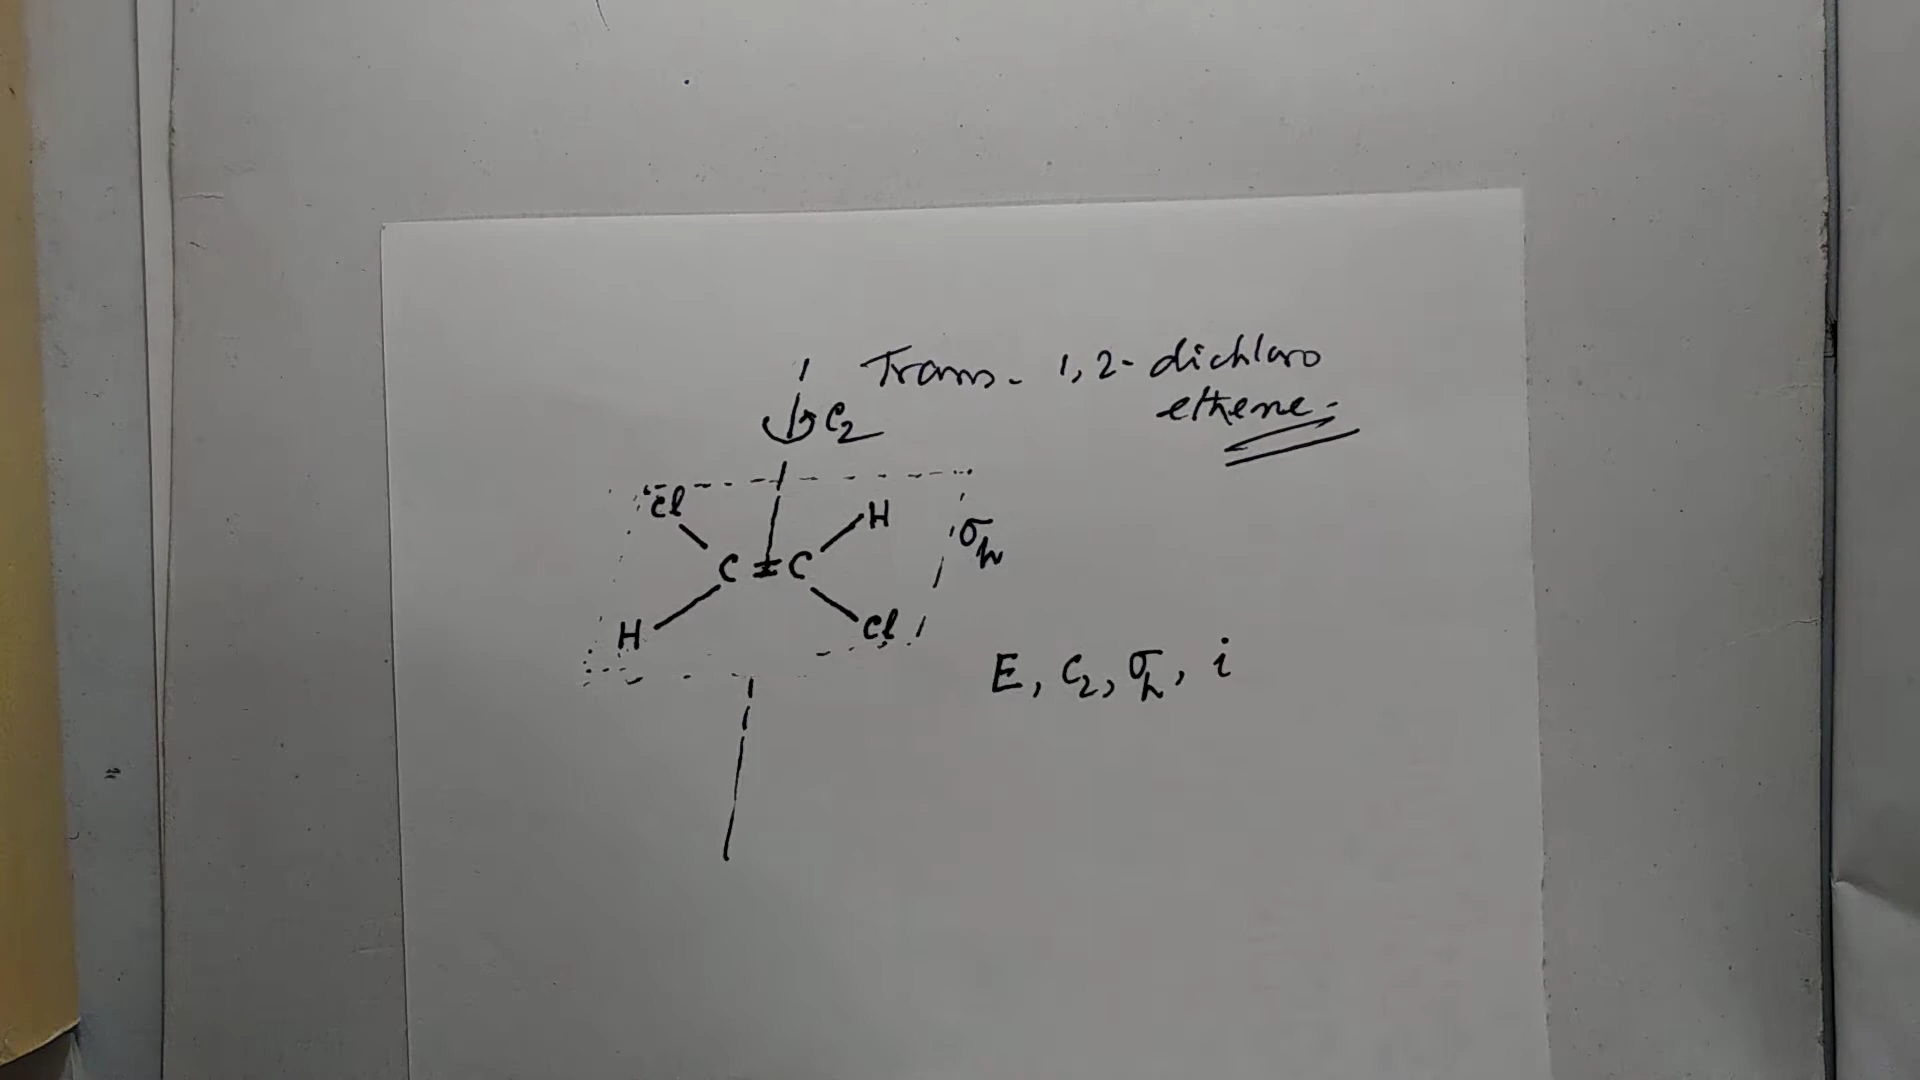 Trans- 1,2-dichloro
ethene-
C2
Cl
H
σh
C=C
H
Cl
E, C2, σh, i